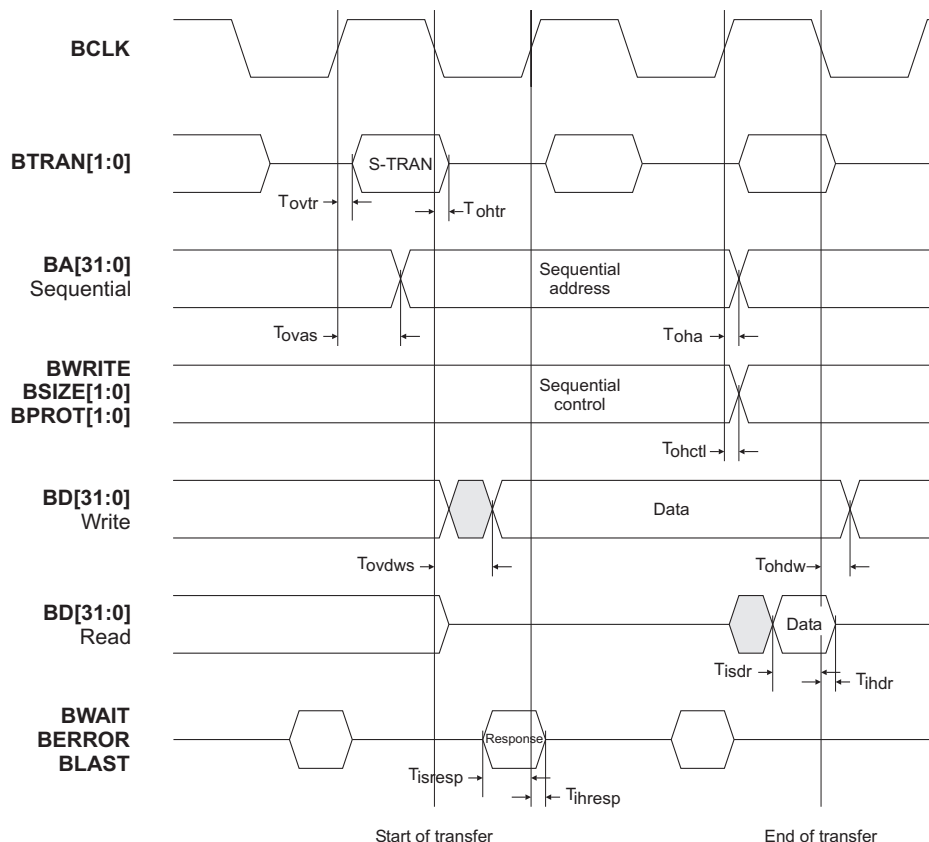 BCLK
BTRAN[1:0]
S-TRAN
Tovtr
Tohtr
BA[31:0]
Sequential
Sequential
address
Tovas
Toha
BWRITE
BSIZE[1:0]
BPROT[1:0]
Sequential
control
Tohctl
BD[31:0]
Write
Data
Tovdws
Tohdw
BD[31:0]
Read
Data
Tisdr
Tihdr
BWAIT
BERROR
BLAST
Response
Tisresp
Tihresp
Start of transfer
End of transfer